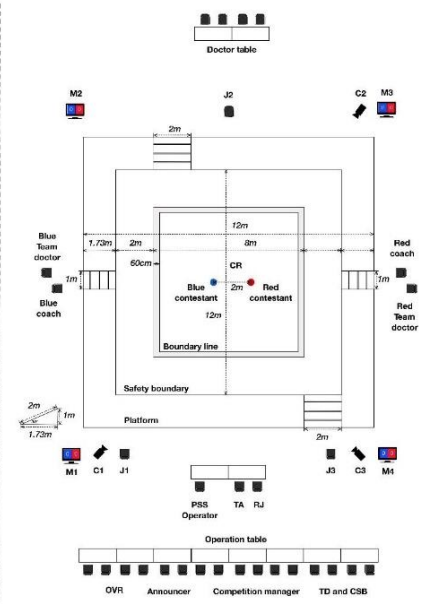 Doctor table
M2
J2
C2
M3
2m
12m
1.73m
2m
8m
60cm
Blue
Team
doctor
1m
Blue
coach
CR
Blue
contestant
2m
Red
contestant
12m
Red
coach
1m
Red
Team
doctor
Boundary line
Safety boundary
Platform
2m
1m
1.73m
2m
M1
C1
J1
J3
C3
M4
PSS
Operator
TA
RJ
Operation table
OVR
Announcer
Competition manager
TD and CSB